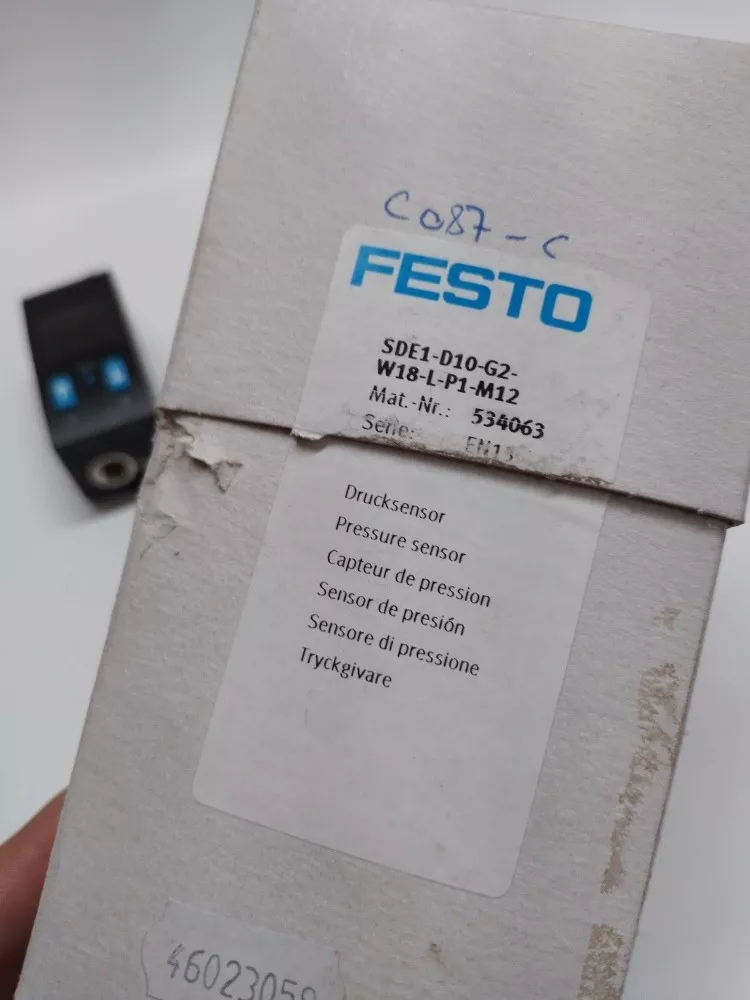 C087-C
FESTO
SDE1-D10-G2-
W18-L-P1-M12
Mat.-Nr.: 534063
Serie:
Drucksensor
Pressure sensor
Capteur de pression
Sensor de presión
Sensore di pressione
Tryckgivare
46023059